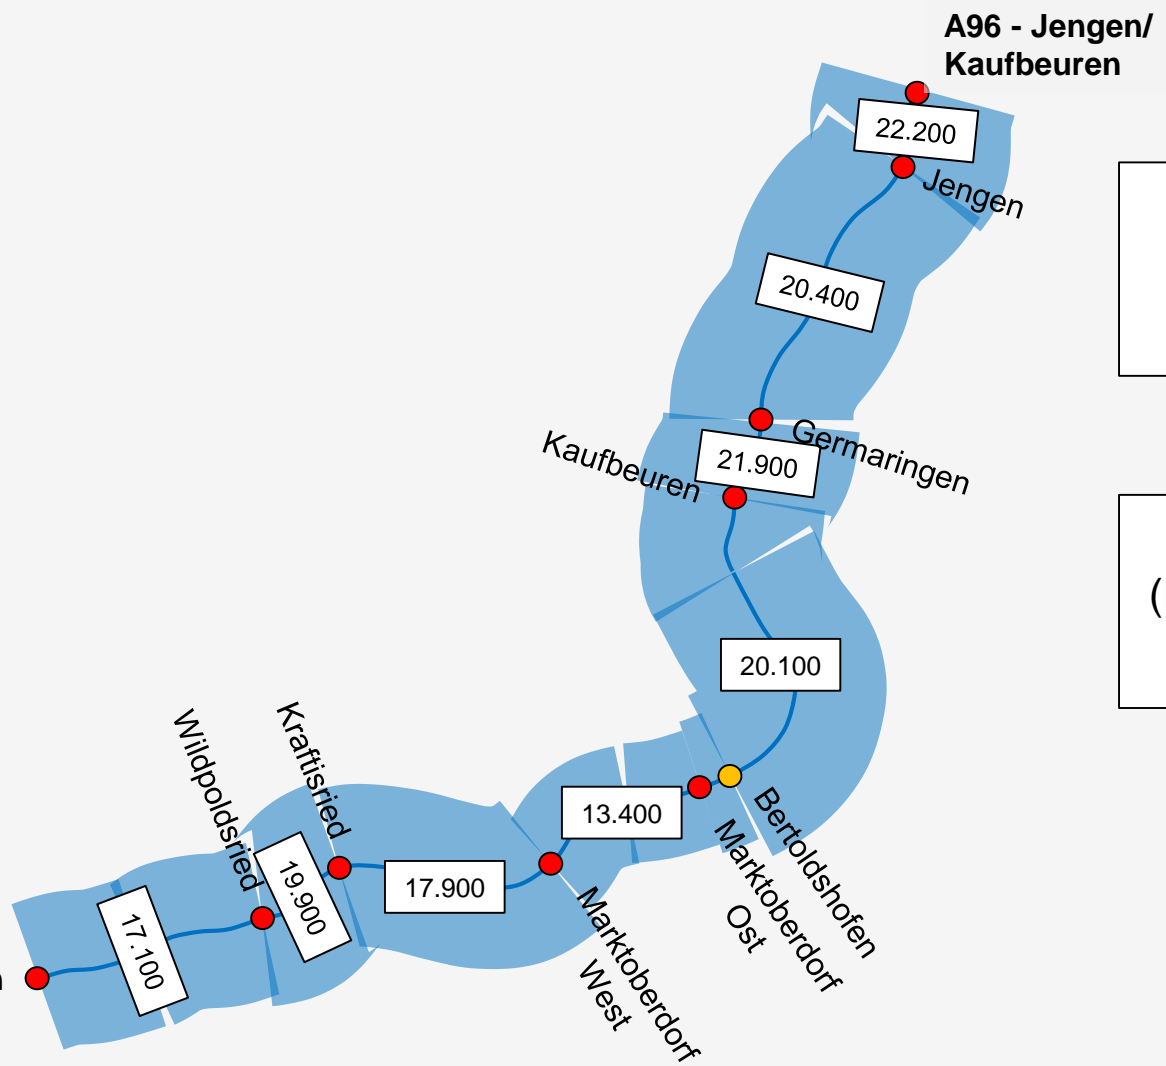 A96 - Jengen/
Kaufbeuren
22.200
Jengen
20.400
Germaringen
Kaufbeuren
21.900
20.100
Bertoldshofen
Marktoberdorf
Ost
13.400
Marktoberdorf
West
17.900
Kraftisried
19.900
Wildpoldsried
17.100
(